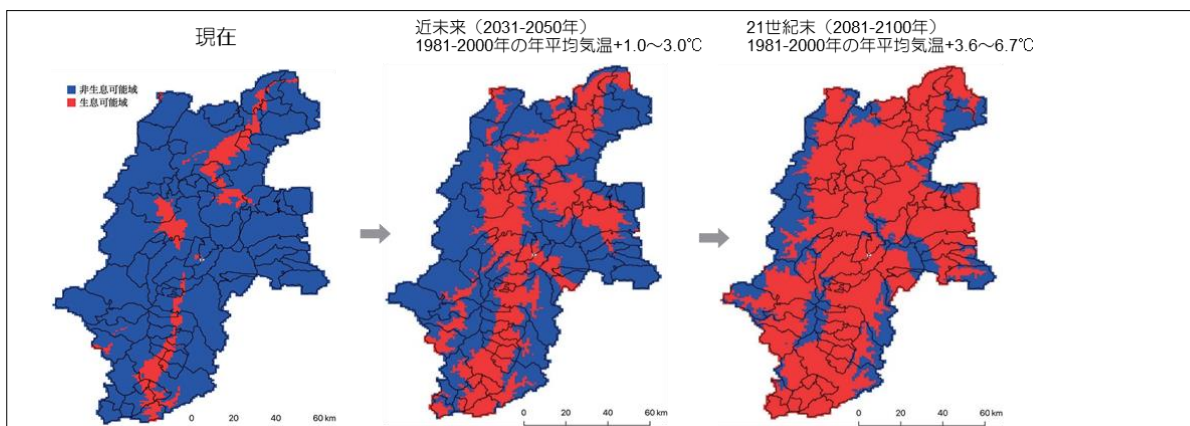 現在
近未来（2031-2050年）
1981-2000年の年平均気温+1.0～3.0℃
21世紀末（2081-2100年）
1981-2000年の年平均気温+3.6～6.7℃
非生息可能域
生息可能域
0 20 40 60 km
0 20 40 60 km
0 20 40 60 km